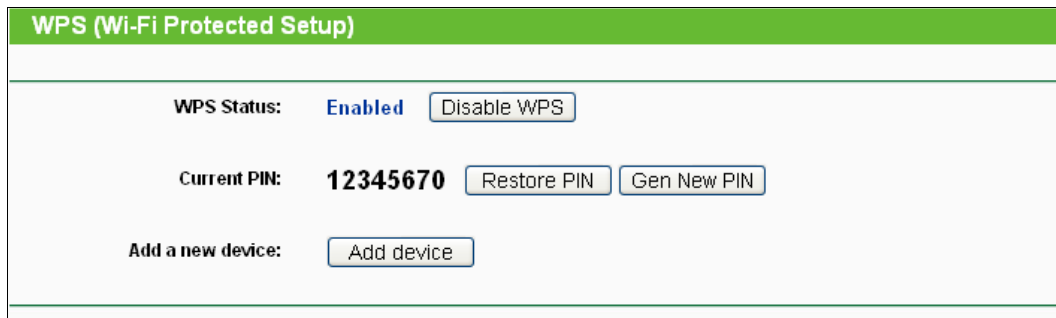 WPS (Wi-Fi Protected Setup)
WPS Status: Enabled Disable WPS
Current PIN: 12345670 Restore PIN Gen New PIN
Add a new device: Add device